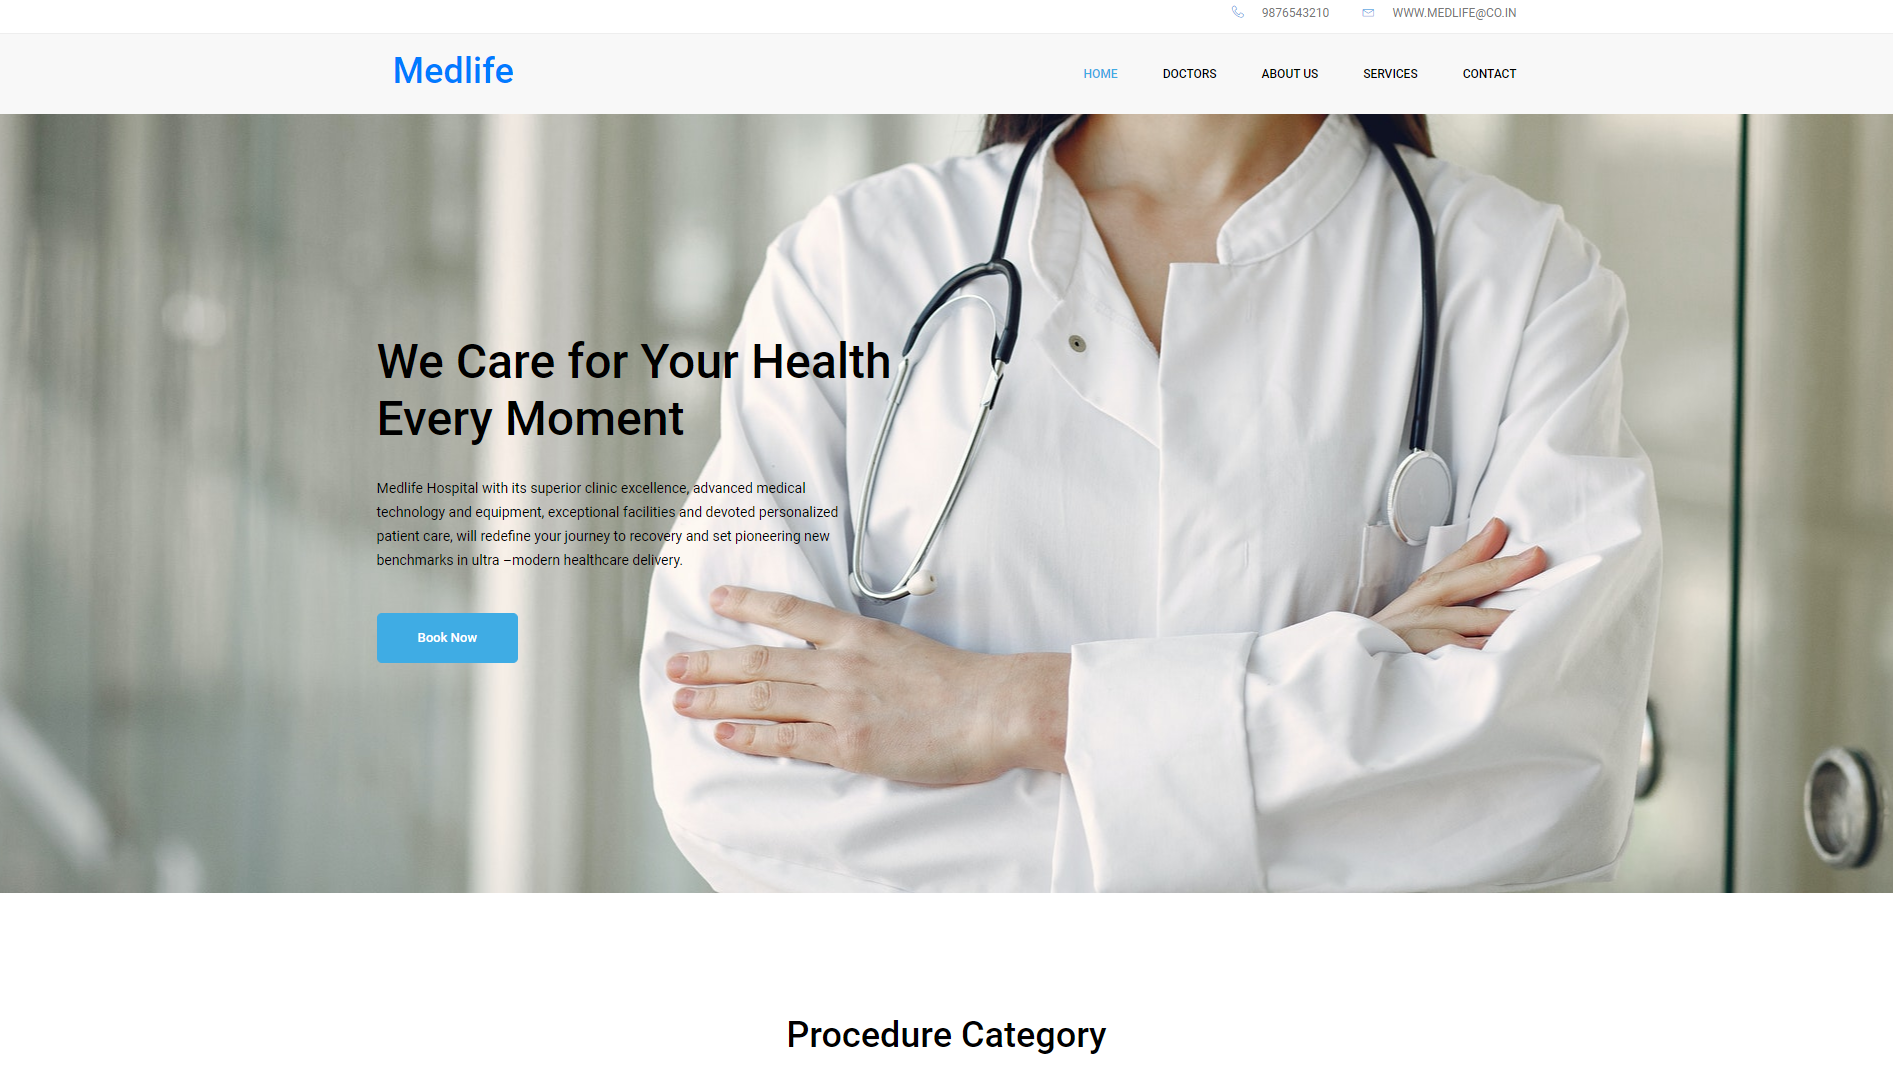 9876543210 WWW.MEDLIFE@CO.IN
Medlife
HOME DOCTORS ABOUT US SERVICES CONTACT
We Care for Your Health
Every Moment
Medlife Hospital with its superior clinic excellence, advanced medical
technology and equipment, exceptional facilities and devoted personalized
patient care, will redefine your journey to recovery and set pioneering new
benchmarks in ultra –modern healthcare delivery.
Book Now
Procedure Category